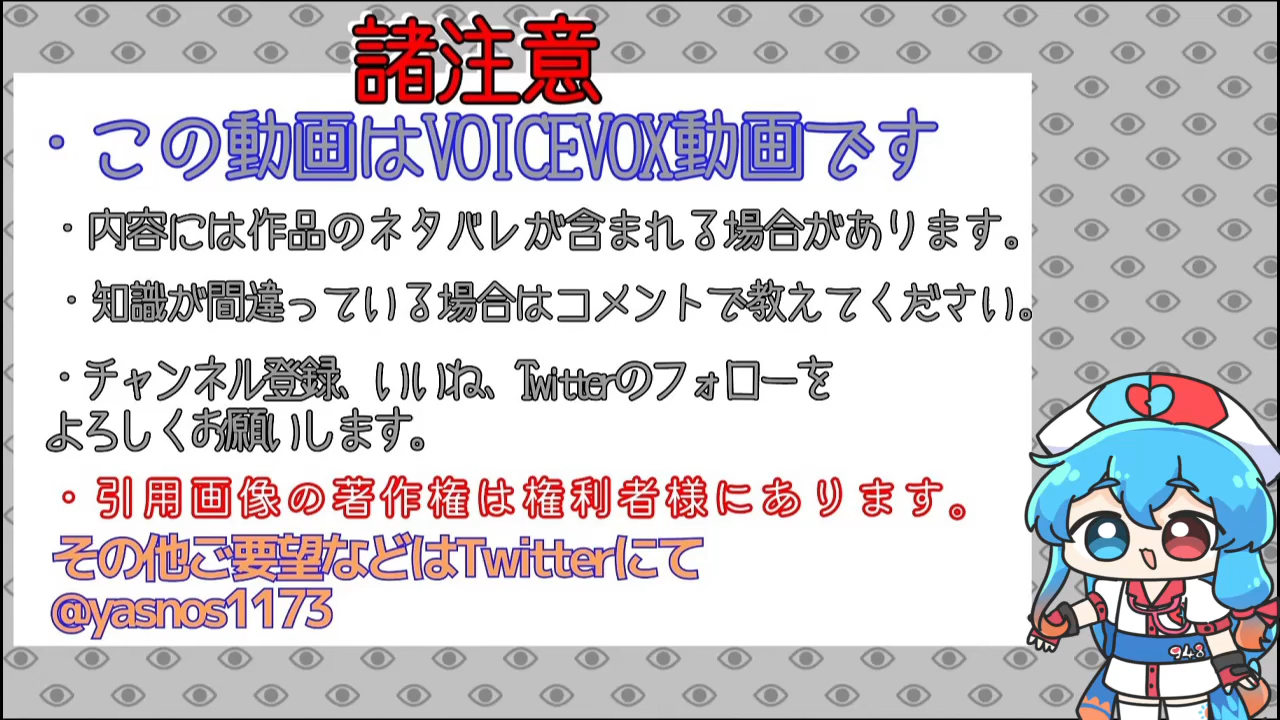 諸注意
・この動画はVOICEVOX動画です
・内容には作品のネタバレが含まれる場合があります。
・知識が間違っている場合はコメントで教えてください。
・チャンネル登録、いいね、Twitterのフォローを
よろしくお願いします。
・引用画像の著作権は権利者様にあります。
その他ご要望などはTwitterにて
@yasnos1173
948